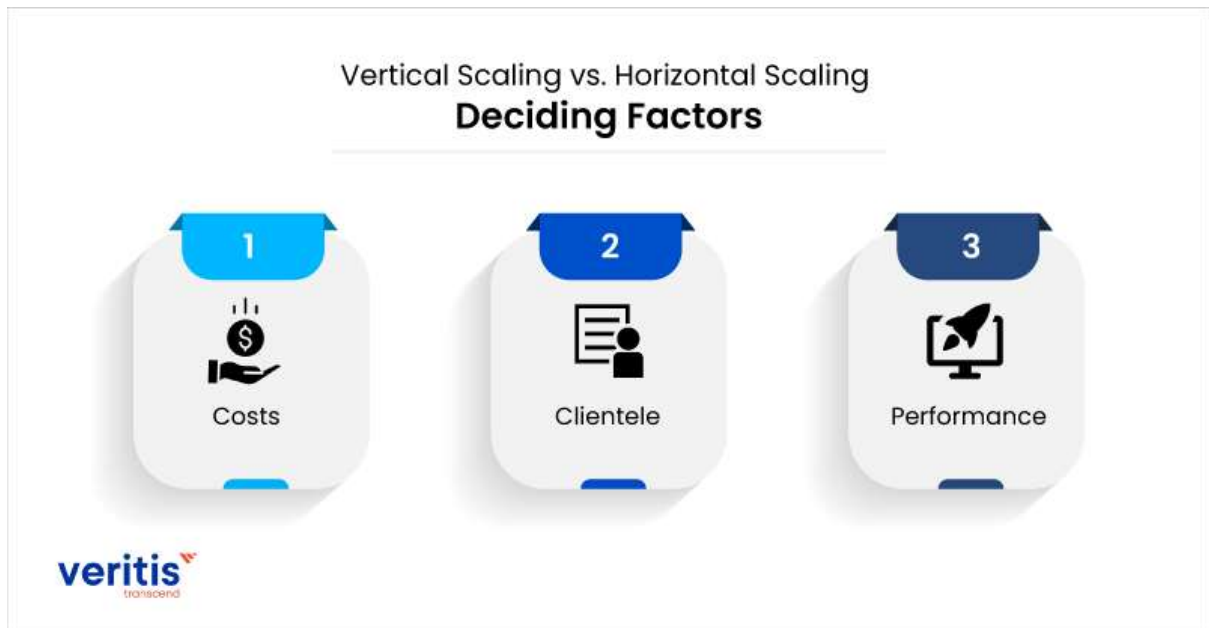 Vertical Scaling vs. Horizontal Scaling
Deciding Factors
1
2
3
$
Costs
Clientele
Performance
veritis
transcend